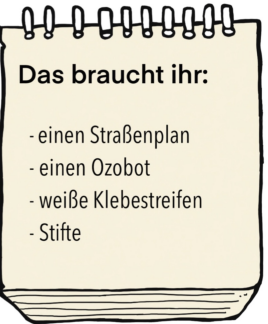 Das braucht ihr:
- einen Straßenplan
- einen Ozobot
- weiße Klebestreifen
- Stifte